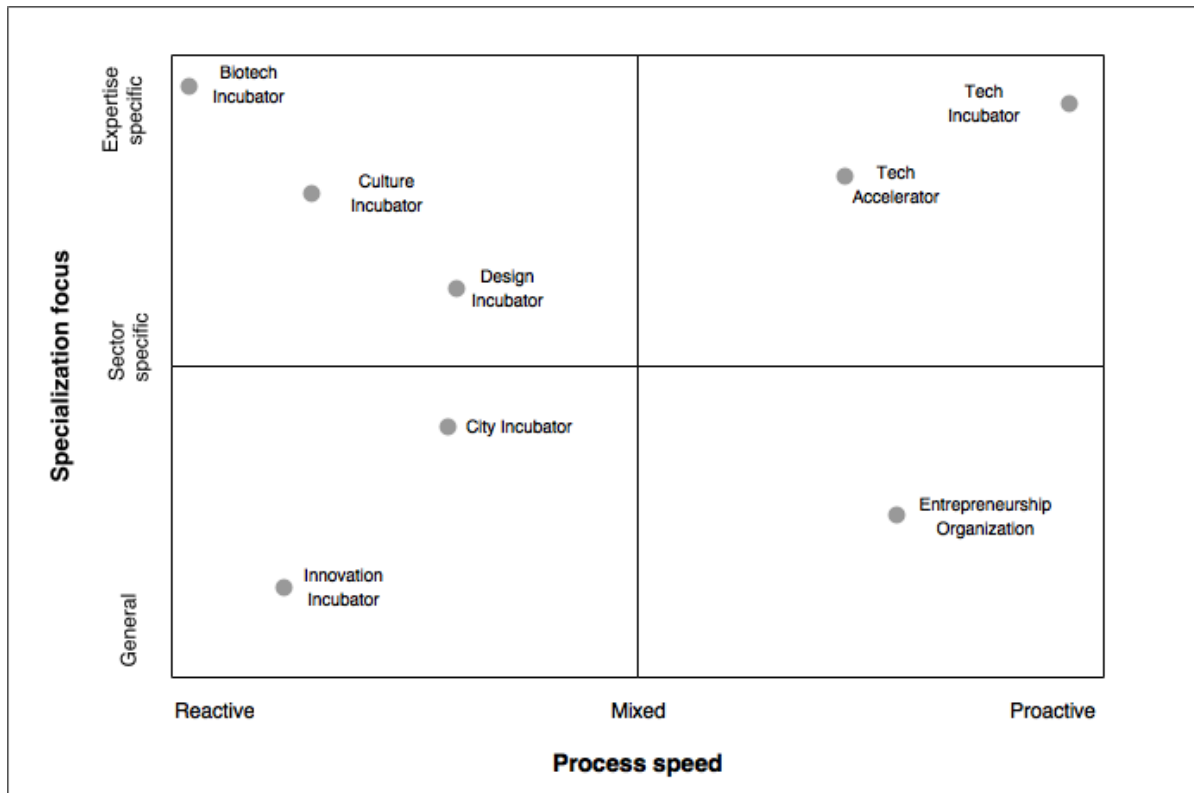 Expertise
specific
Biotech
Incubator
Tech
Incubator
Culture
Incubator
Tech
Accelerator
Specialization focus
Design
Incubator
Sector
specific
City Incubator
Entrepreneurship
Organization
Innovation
Incubator
General
Reactive
Mixed
Proactive
Process speed